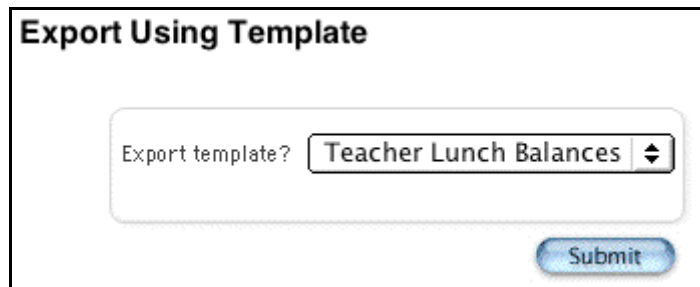 Export Using Template
Export template? Teacher Lunch Balances
Submit